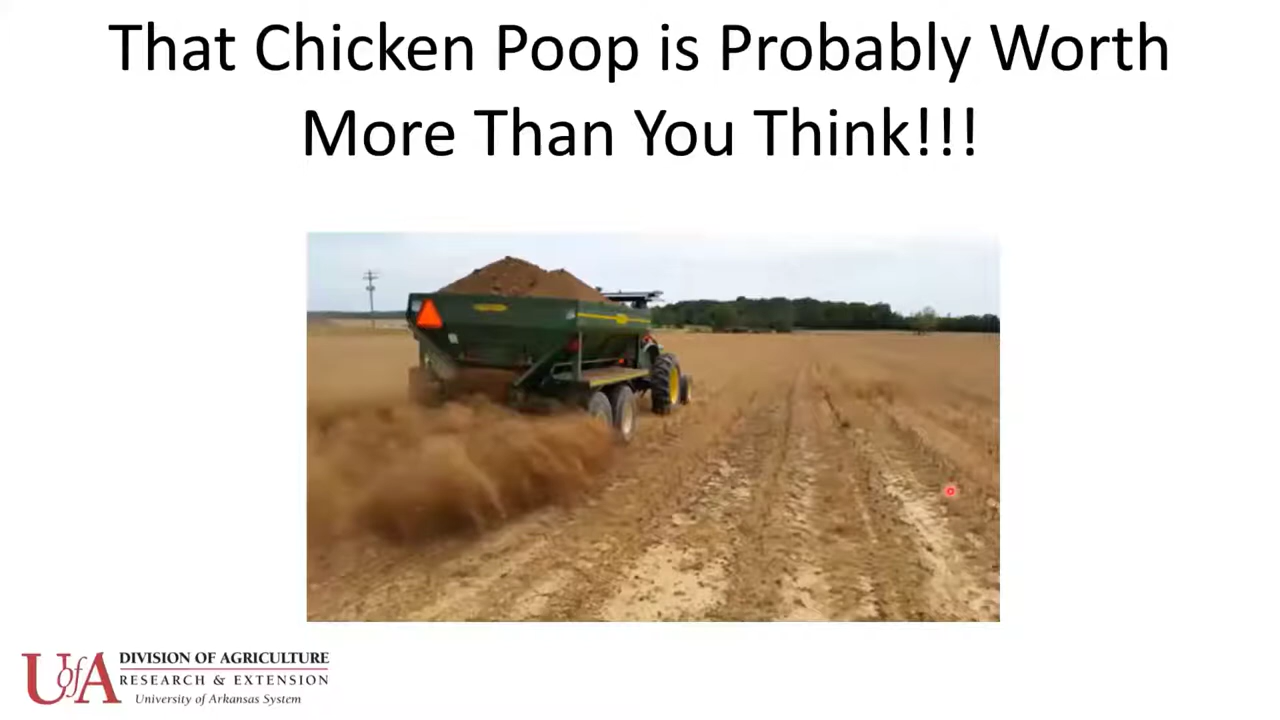 That Chicken Poop is Probably Worth
More Than You Think!!!
UofA
DIVISION OF AGRICULTURE
RESEARCH & EXTENSION
University of Arkansas System